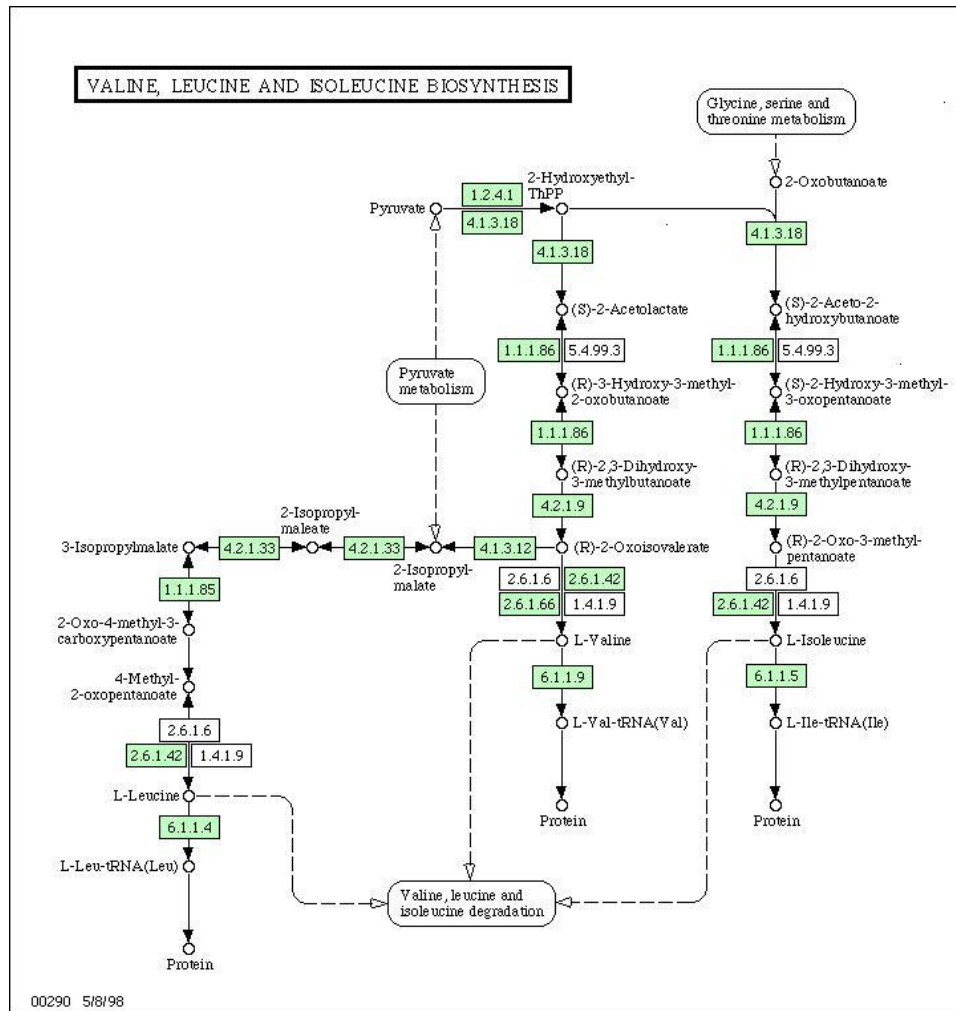 VALINE, LEUCINE AND ISOLEUCINE BIOSYNTHESIS
Glycine, serine and
threonine metabolism
2-Hydroxyethyl-
ThPP
1.2.4.1
2-Oxobutanoate
Pyruvate
4.1.3.18
4.1.3.18
4.1.3.18
(S)-2-Acetolactate
(S)-2-Aceto-2-
hydroxybutanoate
1.1.1.86
5.4.99.3
1.1.1.86
5.4.99.3
Pyruvate
metabolism
(R)-3-Hydroxy-3-methyl-
2-oxobutanoate
(S)-2-Hydroxy-3-methyl-
3-oxopentanoate
1.1.1.86
1.1.1.86
(R)-2,3-Dihydroxy-
3-methylbutanoate
(R)-2,3-Dihydroxy-
3-methylpentanoate
4.2.1.9
4.2.1.9
2-Isopropyl-
maleate
3-Isopropylmalate
4.2.1.33
4.2.1.33
4.1.3.12
(R)-2-Oxoisovalerate
(R)-2-Oxo-3-methyl-
pentanoate
2-Isopropyl-
malate
1.1.1.85
2.6.1.6
2.6.1.42
2.6.1.66
1.4.1.9
2.6.1.6
2.6.1.42
1.4.1.9
2-Oxo-4-methyl-3-
carboxypentanoate
L-Valine
L-Isoleucine
4-Methyl-
2-oxopentanoate
6.1.1.9
6.1.1.5
2.6.1.6
2.6.1.42
1.4.1.9
L-Val-tRNA(Val)
L-Ile-tRNA(Ile)
L-Leucine
Protein
Protein
6.1.1.4
L-Leu-tRNA(Leu)
Valine, leucine and
isoleucine degradation
Protein
00290 5/8/98